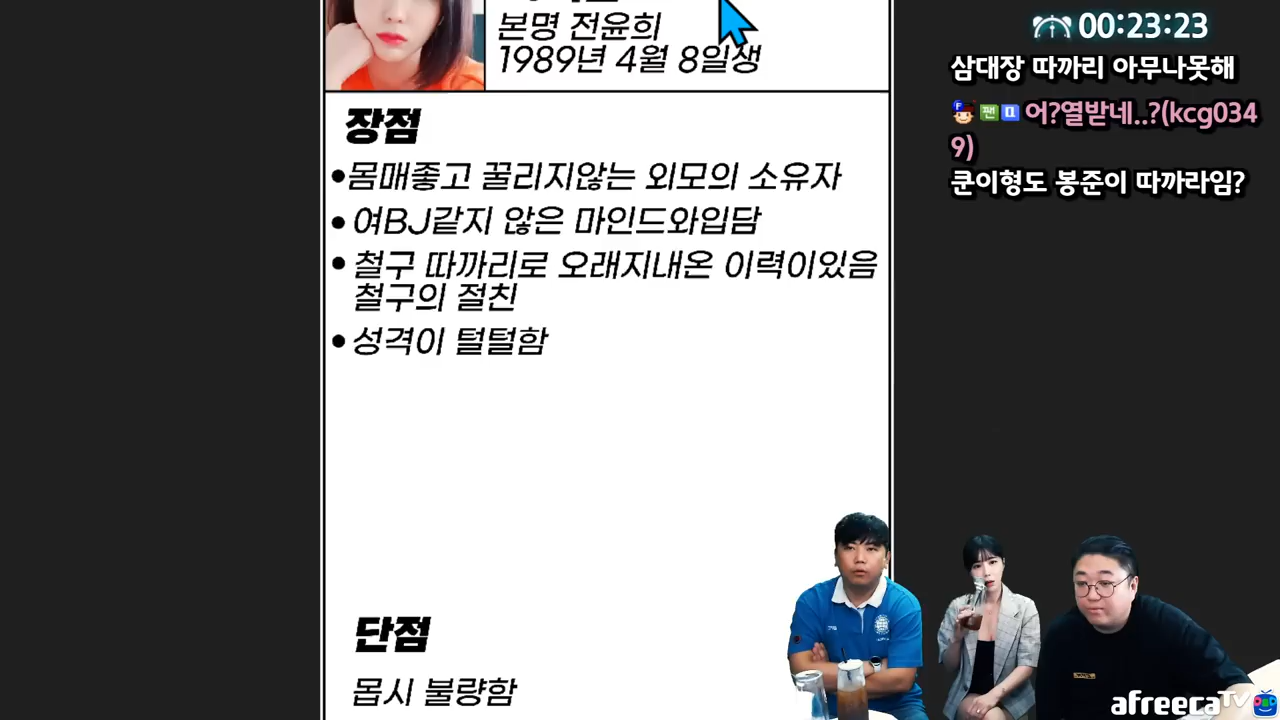 본명 전윤희
1989년 4월 8일생
장점
•몸매좋고 꿀리지않는 외모의 소유자
• 여BJ같지 않은 마인드와입담
• 철구 따까리로 오래지내온 이력이있음
철구의 절친
• 성격이 털털함
단점
몹시 불량함
00:23:23
삼대장 따까리 아무나못해
F 팬 어?열받네..?(kcg034
9)
쿤이형도 봉준이 따까라임?
afreecaTV